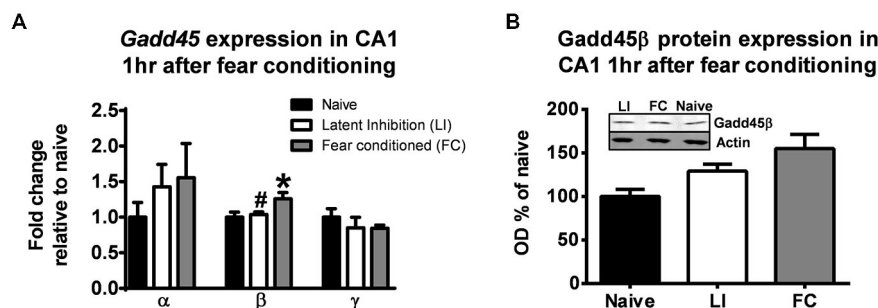 A
Gadd45 expression in CA1
1hr after fear conditioning
Naive
Latent Inhibition (LI)
Fear conditioned (FC)
Fold change
relative to naive
2.5
2.0
1.5
1.0
0.5
0.0
#
*
α
β
γ
B
Gadd45β protein expression in
CA1 1hr after fear conditioning
OD % of naive
200
150
100
50
0
LI FC Naive
Gadd45β
Actin
Naive
LI
FC